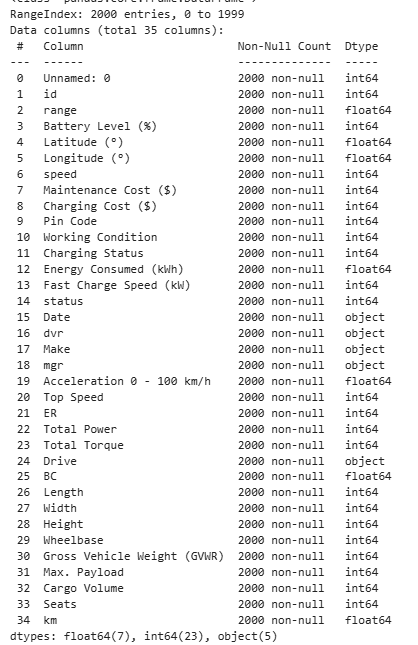 RangeIndex: 2000 entries, 0 to 1999
Data columns (total 35 columns):
 #   Column                       Non-Null Count  Dtype
---  ------                       --------------  -----
 0   Unnamed: 0                   2000 non-null   int64
 1   id                           2000 non-null   int64
 2   range                        2000 non-null   float64
 3   Battery Level (%)            2000 non-null   int64
 4   Latitude (°)                 2000 non-null   float64
 5   Longitude (°)                2000 non-null   float64
 6   speed                        2000 non-null   int64
 7   Maintenance Cost ($)         2000 non-null   int64
 8   Charging Cost ($)            2000 non-null   int64
 9   Pin Code                     2000 non-null   int64
 10  Working Condition            2000 non-null   int64
 11  Charging Status              2000 non-null   int64
 12  Energy Consumed (kWh)        2000 non-null   float64
 13  Fast Charge Speed (kW)       2000 non-null   int64
 14  status                       2000 non-null   int64
 15  Date                         2000 non-null   object
 16  dvr                          2000 non-null   object
 17  Make                         2000 non-null   object
 18  mgr                          2000 non-null   object
 19  Acceleration 0 - 100 km/h    2000 non-null   float64
 20  Top Speed                    2000 non-null   int64
 21  ER                           2000 non-null   int64
 22  Total Power                  2000 non-null   int64
 23  Total Torque                 2000 non-null   int64
 24  Drive                        2000 non-null   object
 25  BC                           2000 non-null   float64
 26  Length                       2000 non-null   int64
 27  Width                        2000 non-null   int64
 28  Height                       2000 non-null   int64
 29  Wheelbase                    2000 non-null   int64
 30  Gross Vehicle Weight (GVWR)  2000 non-null   int64
 31  Max. Payload                 2000 non-null   int64
 32  Cargo Volume                 2000 non-null   int64
 33  Seats                        2000 non-null   int64
 34  km                           2000 non-null   float64
dtypes: float64(7), int64(23), object(5)